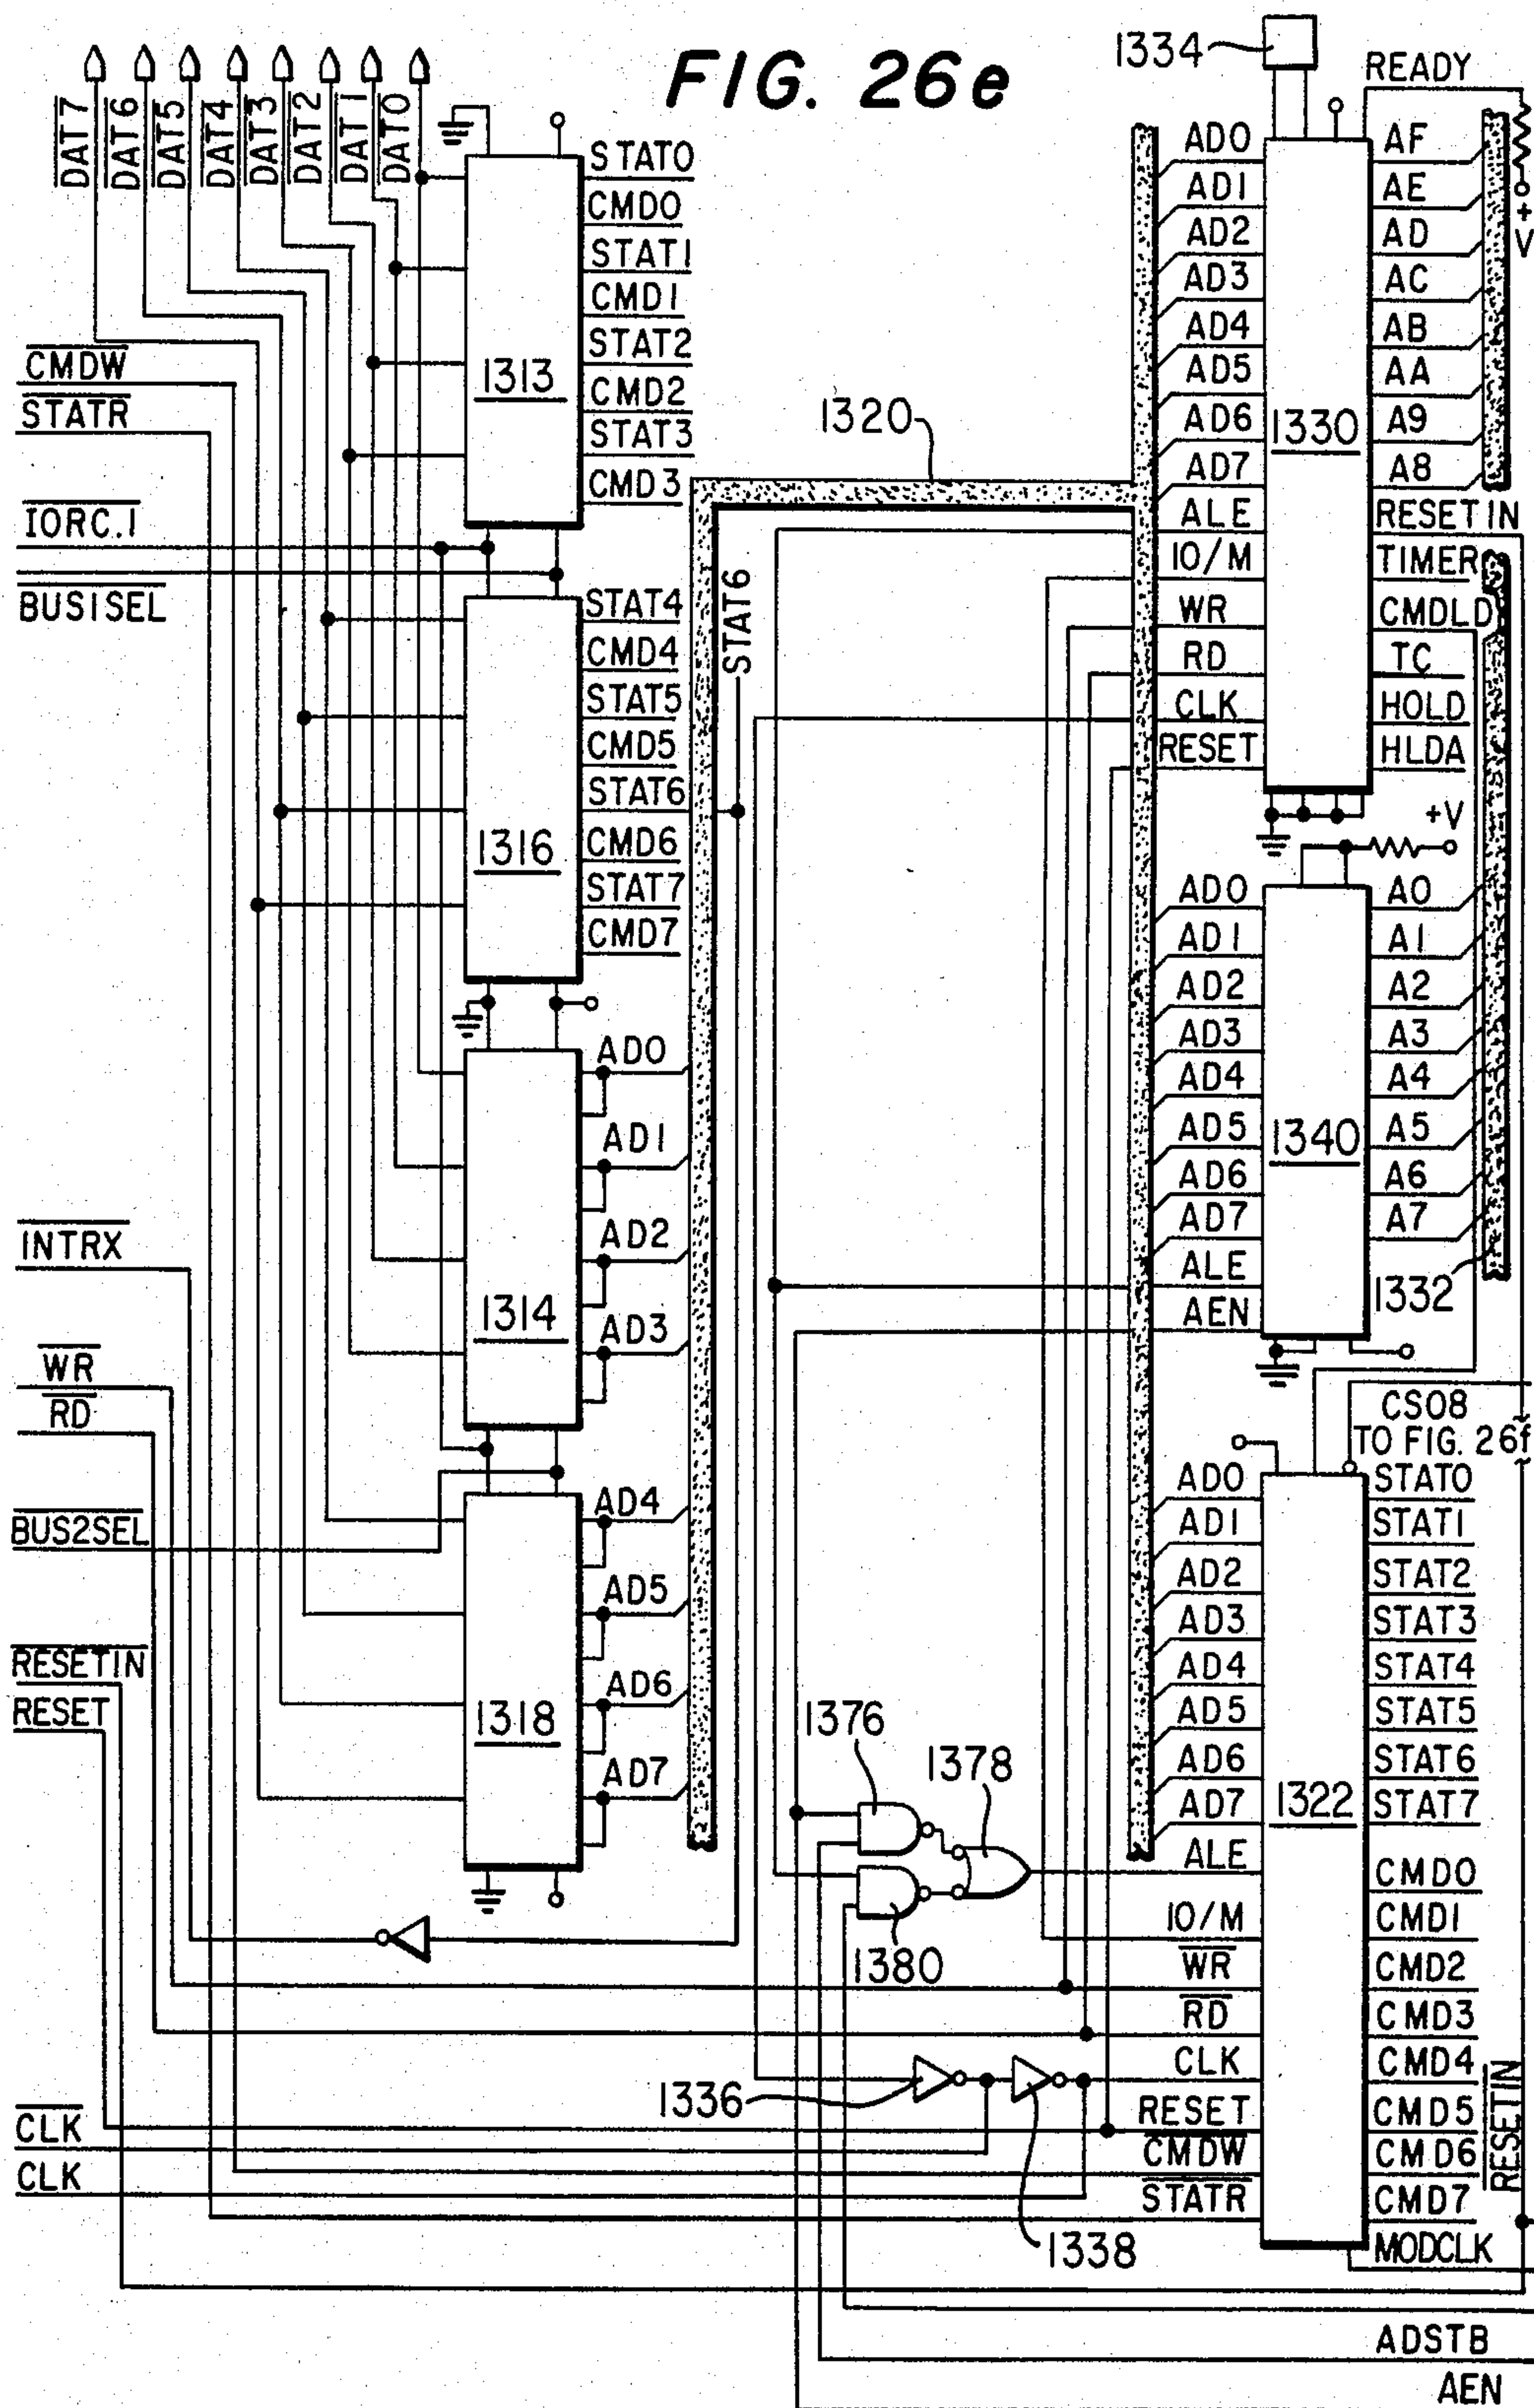 FIG. 26e
DAT7
DAT6
DAT5
DAT4
DAT3
DAT2
DAT1
DAT0
CMDW
STATR
IORC.1
BUS1SEL
INTRX
WR
RD
BUS2SEL
RESETIN
RESET
CLK
CLK
STAT0
CMD0
STAT1
CMD1
STAT2
1313
CMD2
STAT3
CMD3
STAT4
CMD4
STAT5
CMD5
STAT6
1316
CMD6
STAT7
CMD7
AD0
AD1
AD2
1314
AD3
AD4
AD5
AD6
1318
AD7
1320
STAT6
1376
1378
1380
1336
1338
1334
READY
+
V
AD0
AD1
AD2
AD3
AD4
AD5
AD6
AD7
ALE
IO/M
WR
RD
CLK
RESET
1330
AF
AE
AD
AC
AB
AA
A9
A8
RESET IN
TIMER
CMDLD
TC
HOLD
HLDA
+V
AD0
AD1
AD2
AD3
AD4
AD5
AD6
AD7
ALE
AEN
1340
A0
A1
A2
A3
A4
A5
A6
A7
1332
CS08
TO FIG. 26f
AD0
AD1
AD2
AD3
AD4
AD5
AD6
AD7
ALE
IO/M
WR
RD
CLK
RESET
CMDW
STATR
1322
STAT0
STAT1
STAT2
STAT3
STAT4
STAT5
STAT6
STAT7
CMD0
CMD1
CMD2
CMD3
CMD4
CMD5
CMD6
CMD7
MODCLK
RESETIN
ADSTB
AEN